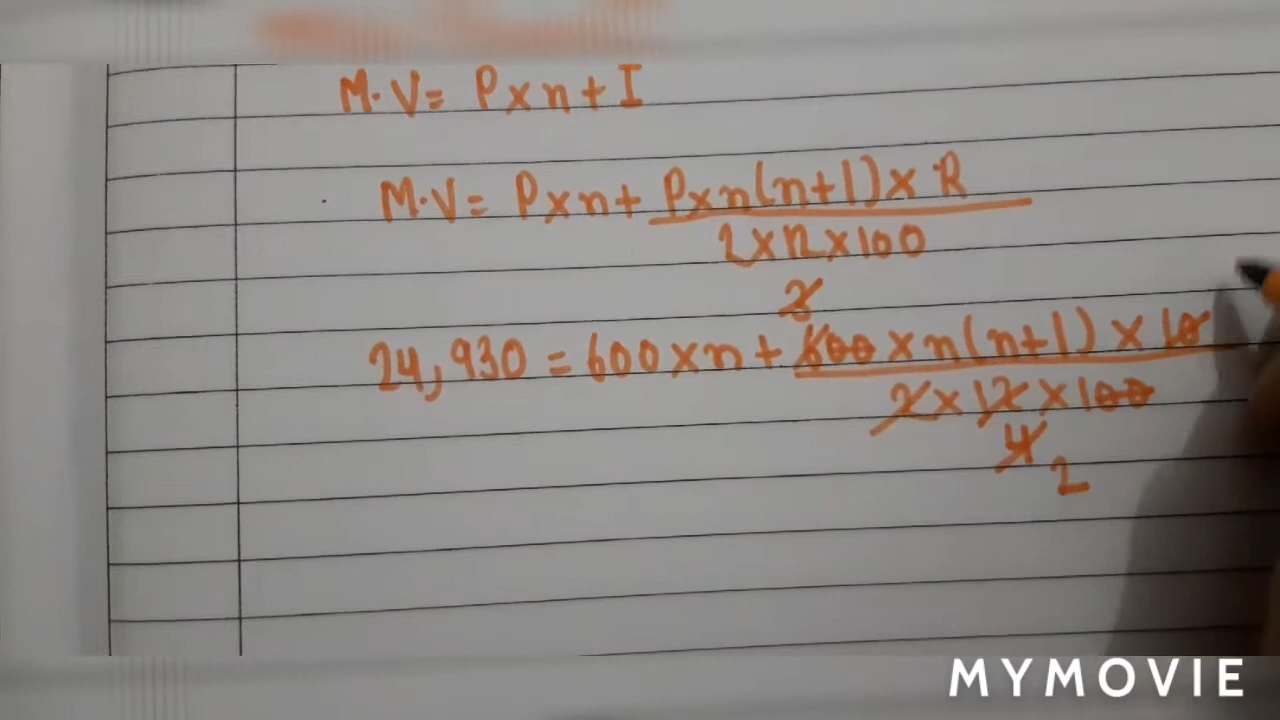 M.V= P×n+I
M.V= P×n+ P×n(n+1)×R
2×12×100
2
24,930 = 600×n+ 600×n(n+1)×10
2×12×100
4
2
MYMOVIE